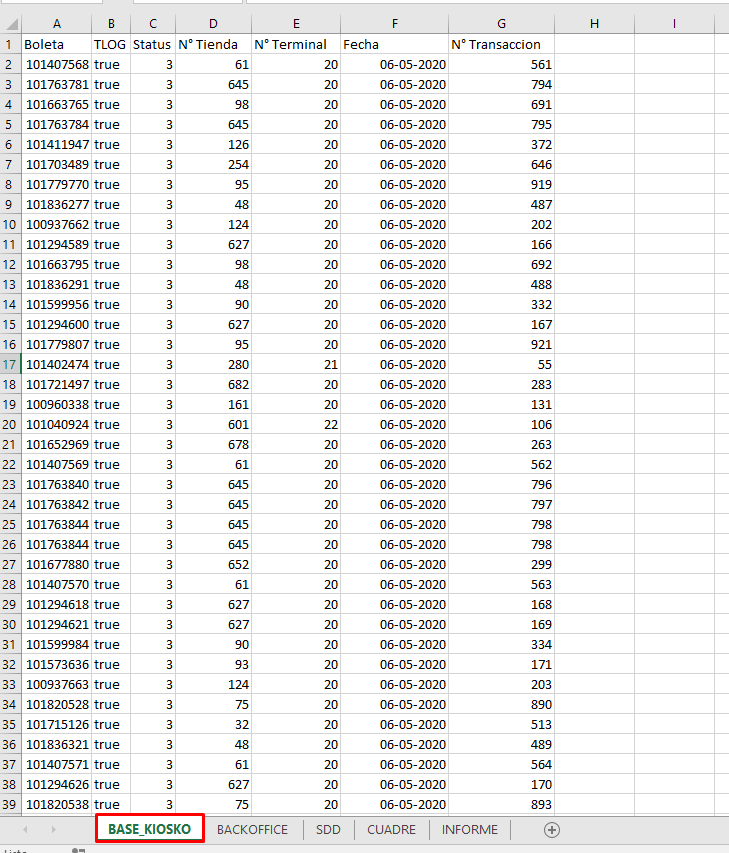 A B C D E F G H I
1 Boleta TLOG Status N° Tienda N° Terminal Fecha N° Transaccion
2 101407568 true 3 61 20 06-05-2020 561
3 101763781 true 3 645 20 06-05-2020 794
4 101663765 true 3 98 20 06-05-2020 691
5 101763784 true 3 645 20 06-05-2020 795
6 101411947 true 3 126 20 06-05-2020 372
7 101703489 true 3 254 20 06-05-2020 646
8 101779770 true 3 95 20 06-05-2020 919
9 101836277 true 3 48 20 06-05-2020 487
10 100937662 true 3 124 20 06-05-2020 202
11 101294589 true 3 627 20 06-05-2020 166
12 101663795 true 3 98 20 06-05-2020 692
13 101836291 true 3 48 20 06-05-2020 488
14 101599956 true 3 90 20 06-05-2020 332
15 101294600 true 3 627 20 06-05-2020 167
16 101779807 true 3 95 20 06-05-2020 921
17 101402474 true 3 280 21 06-05-2020 55
18 101721497 true 3 682 20 06-05-2020 283
19 100960338 true 3 161 20 06-05-2020 131
20 101040924 true 3 601 22 06-05-2020 106
21 101652969 true 3 678 20 06-05-2020 263
22 101407569 true 3 61 20 06-05-2020 562
23 101763840 true 3 645 20 06-05-2020 796
24 101763842 true 3 645 20 06-05-2020 797
25 101763844 true 3 645 20 06-05-2020 798
26 101763844 true 3 645 20 06-05-2020 798
27 101677880 true 3 652 20 06-05-2020 299
28 101407570 true 3 61 20 06-05-2020 563
29 101294618 true 3 627 20 06-05-2020 168
30 101294621 true 3 627 20 06-05-2020 169
31 101599984 true 3 90 20 06-05-2020 334
32 101573636 true 3 93 20 06-05-2020 171
33 100937663 true 3 124 20 06-05-2020 203
34 101820528 true 3 75 20 06-05-2020 890
35 101715126 true 3 32 20 06-05-2020 513
36 101836321 true 3 48 20 06-05-2020 489
37 101407571 true 3 61 20 06-05-2020 564
38 101294626 true 3 627 20 06-05-2020 170
39 101820538 true 3 75 20 06-05-2020 893
BASE_KIOSKO BACKOFFICE SDD CUADRE INFORME